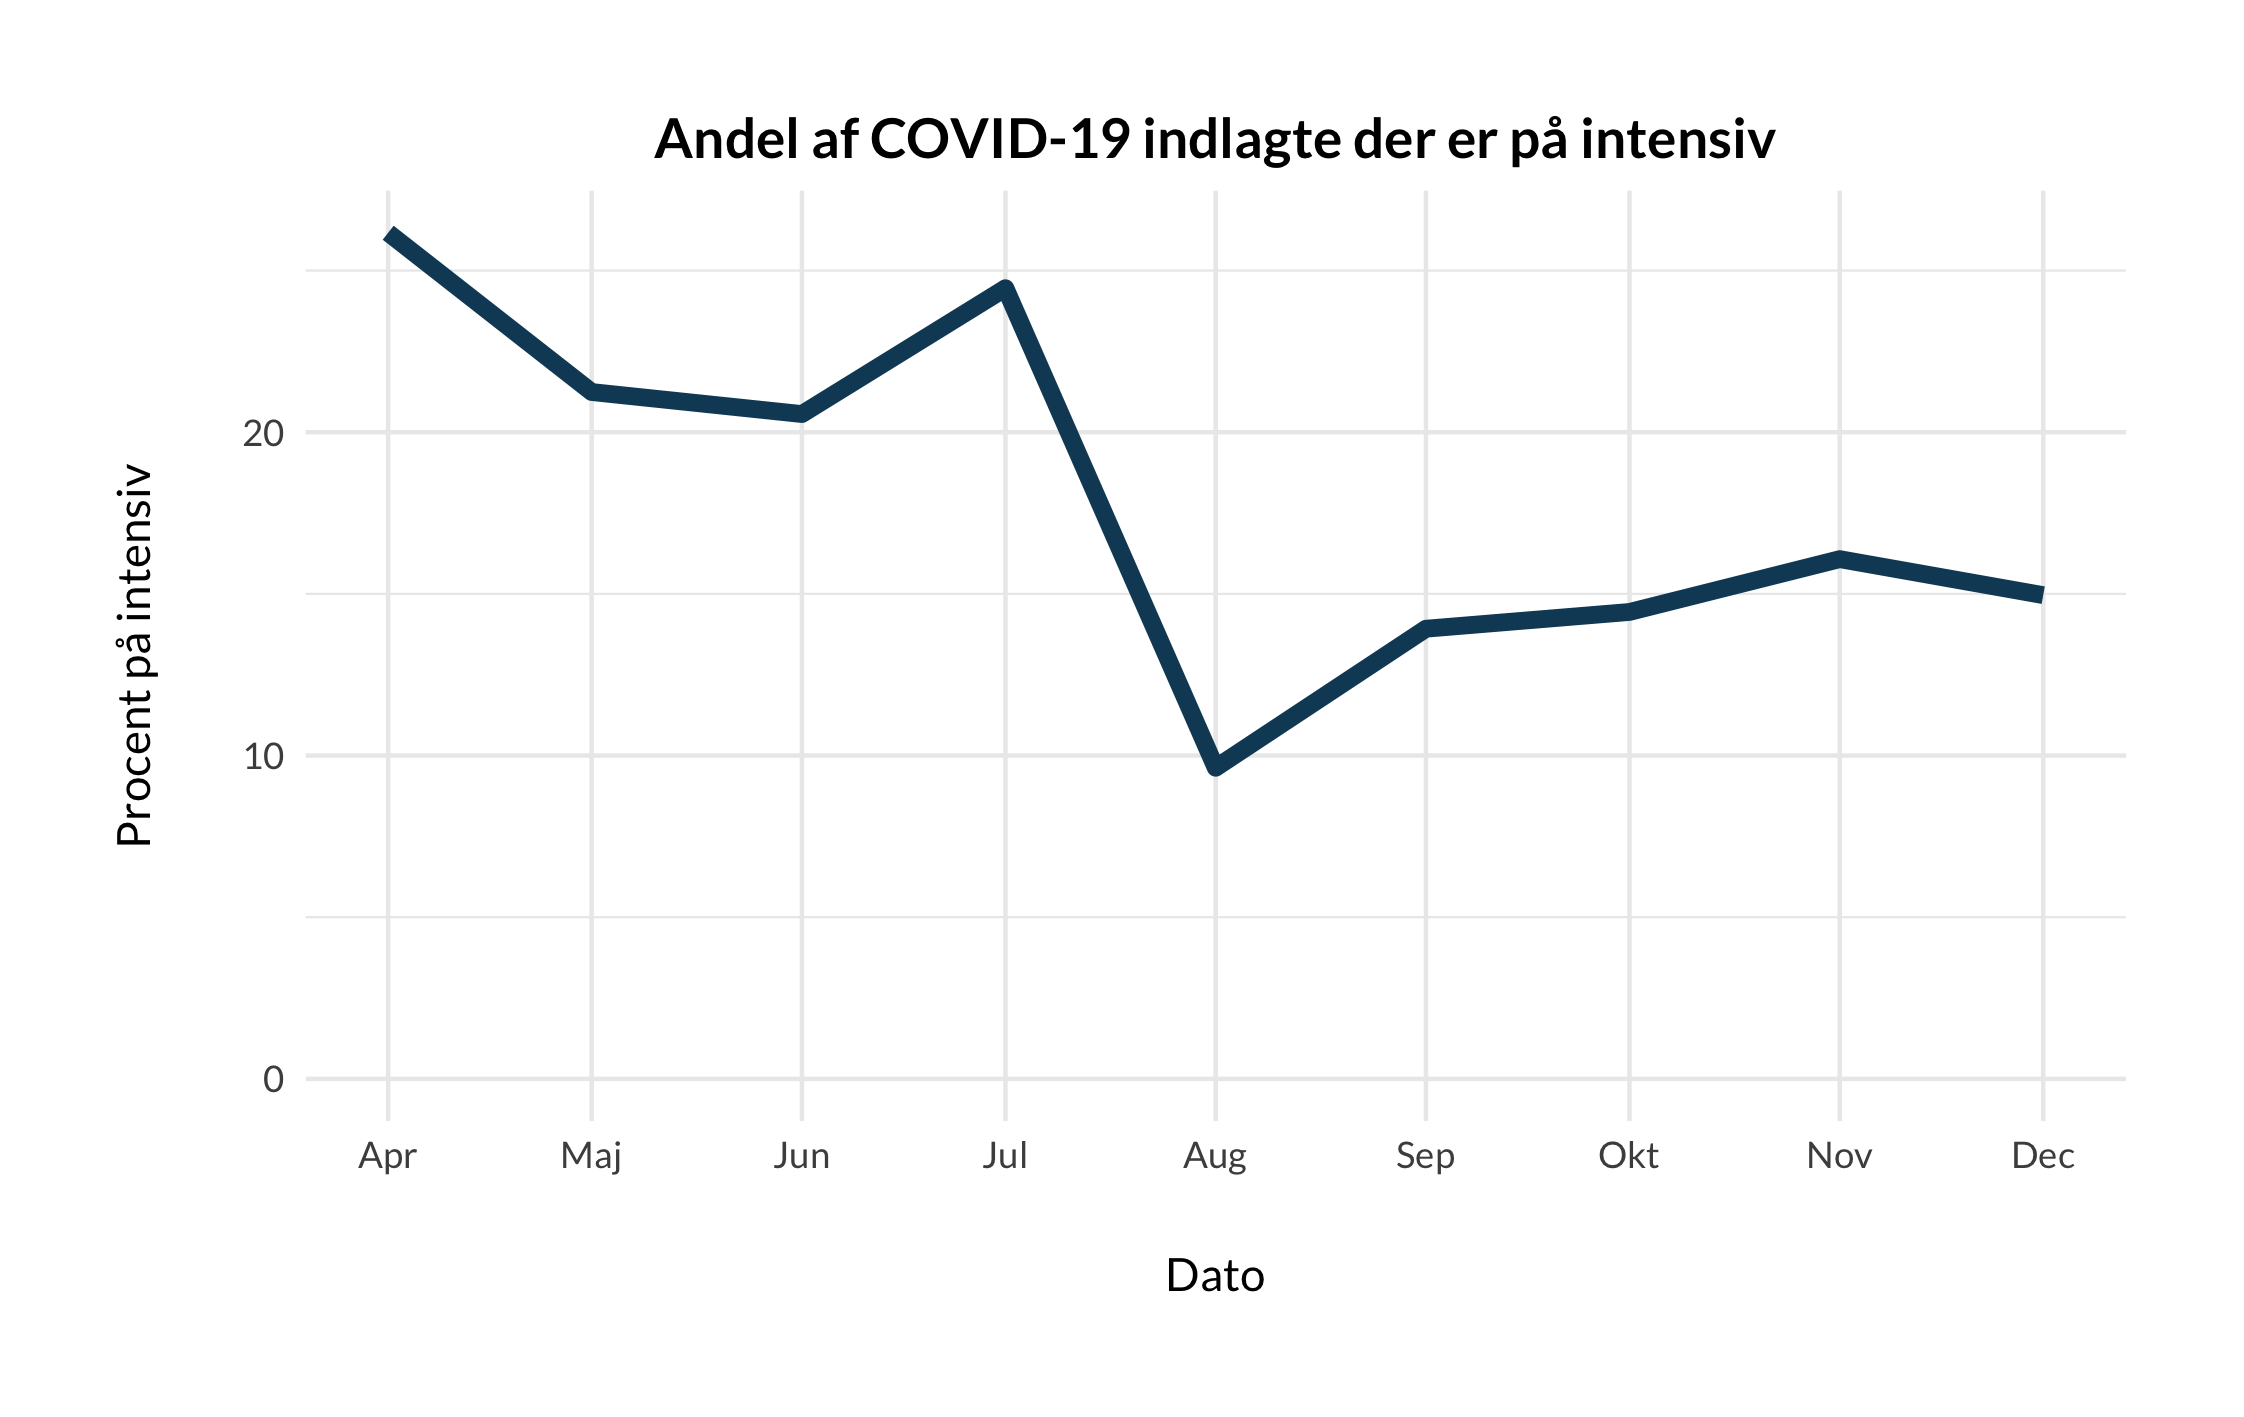 Andel af COVID-19 indlagte der er på intensiv
Procent på intensiv
20
10
0
Apr Maj Jun Jul Aug Sep Okt Nov Dec
Dato